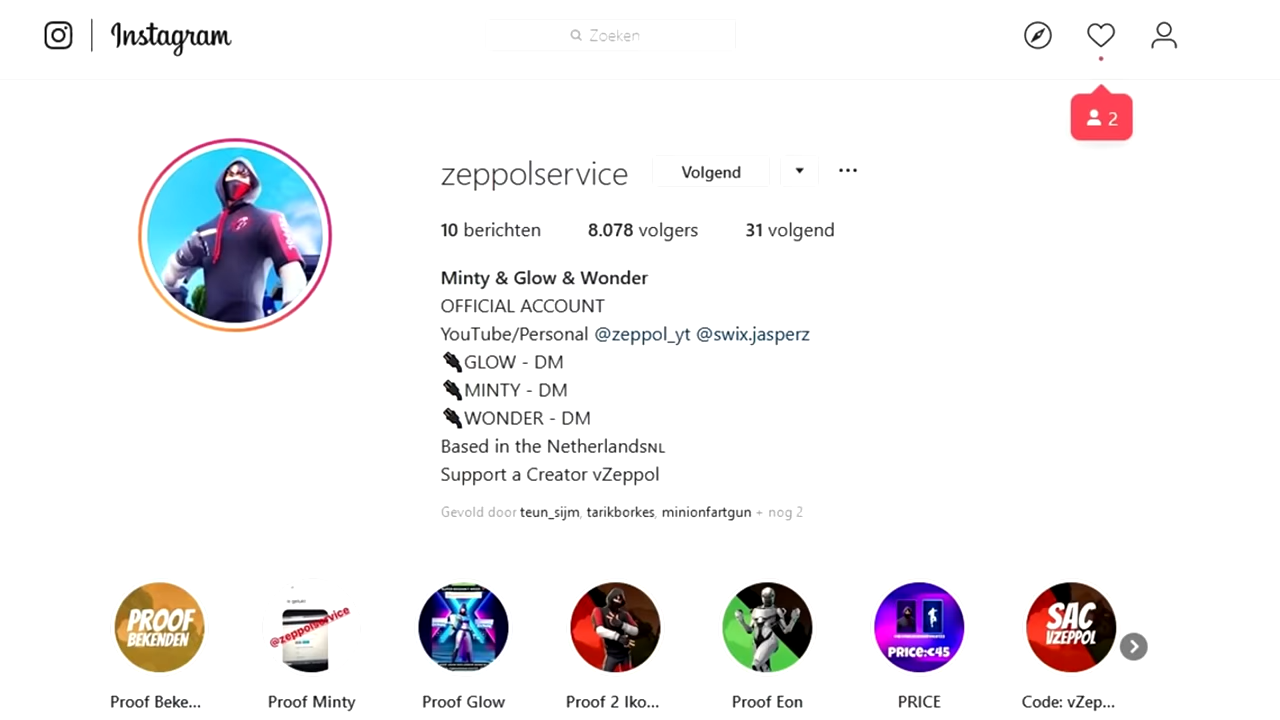 Instagram
Zoeken
2
zeppolservice
Volgend
10 berichten 8.078 volgers 31 volgend
Minty & Glow & Wonder
OFFICIAL ACCOUNT
YouTube/Personal @zeppol_yt @swix.jasperz
GLOW - DM
MINTY - DM
WONDER - DM
Based in the NetherlandsNL
Support a Creator vZeppol
Gevold door teun_sijm, tarikborkes, minionfartgun + nog 2
PROOF
BEKENDEN
@zeppolservice
PRICE:€45
SAC
VZEPPOL
Proof Beke... Proof Minty Proof Glow Proof 2 Iko... Proof Eon PRICE Code: vZep...